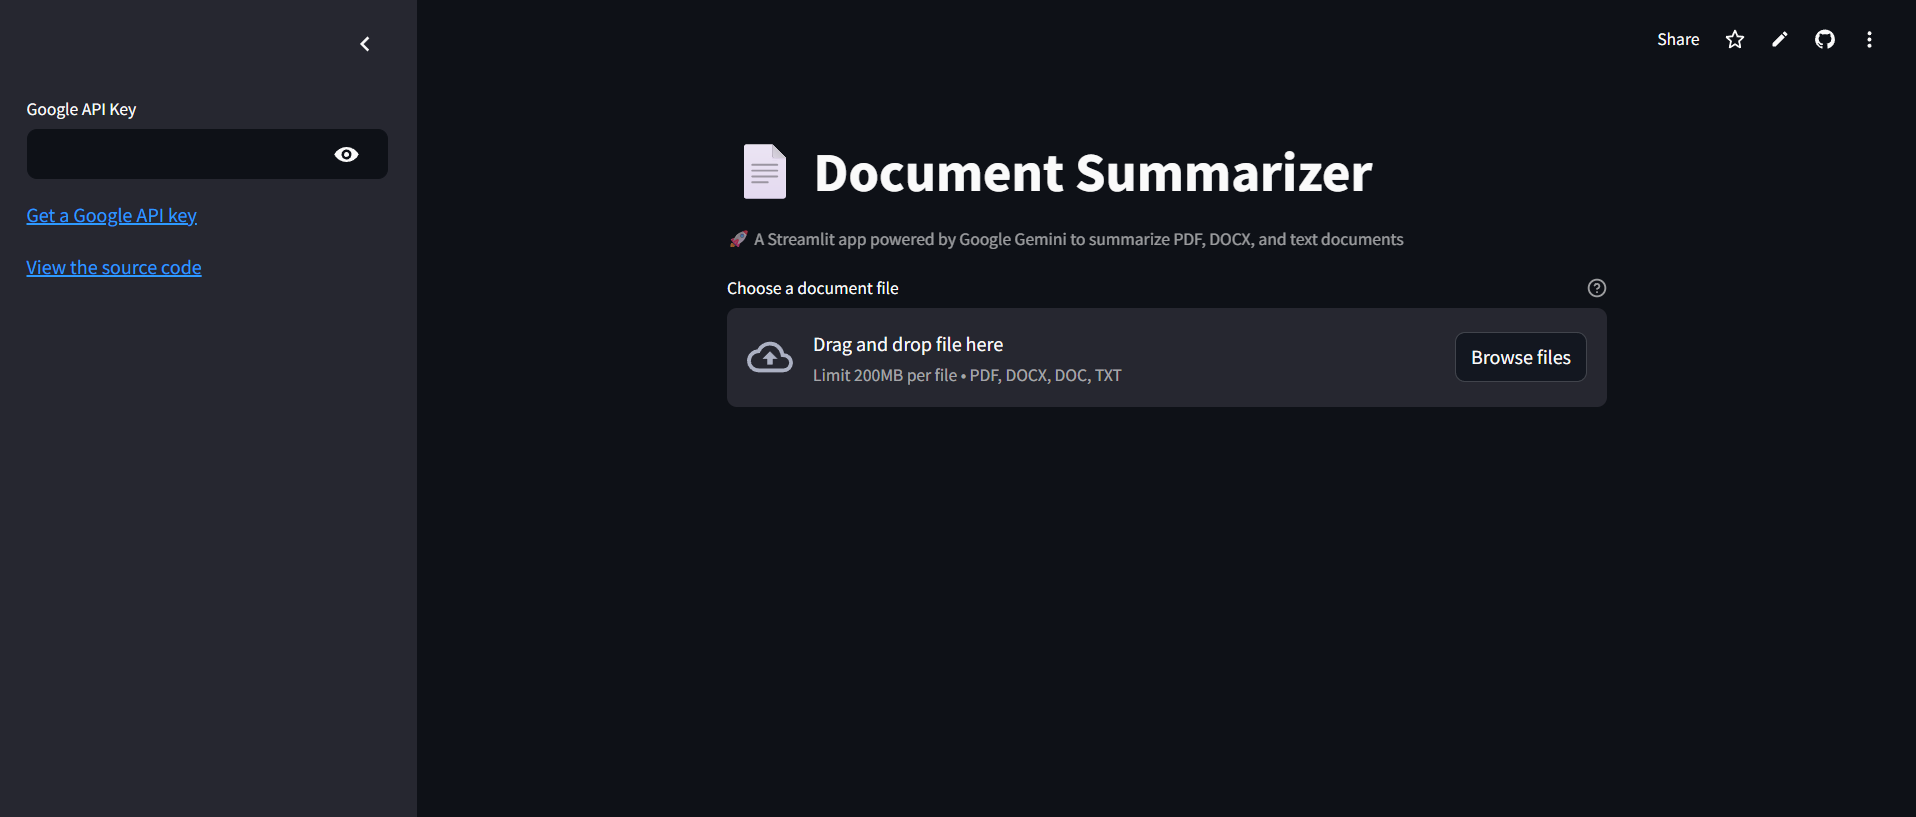 Share
Google API Key
Get a Google API key
View the source code
Document Summarizer
🚀 A Streamlit app powered by Google Gemini to summarize PDF, DOCX, and text documents
Choose a document file
Drag and drop file here
Limit 200MB per file • PDF, DOCX, DOC, TXT
Browse files